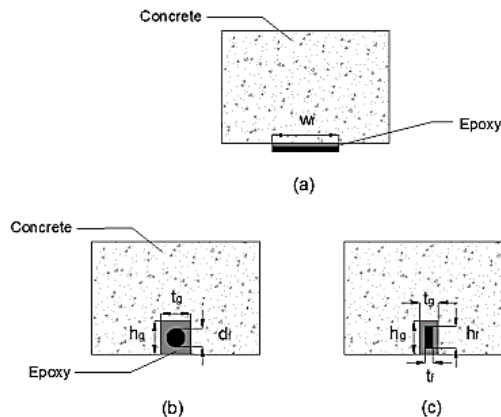 Concrete
wf
Epoxy
(a)
Concrete
tg
hg
df
Epoxy
(b)
tg
hg
hf
tf
(c)